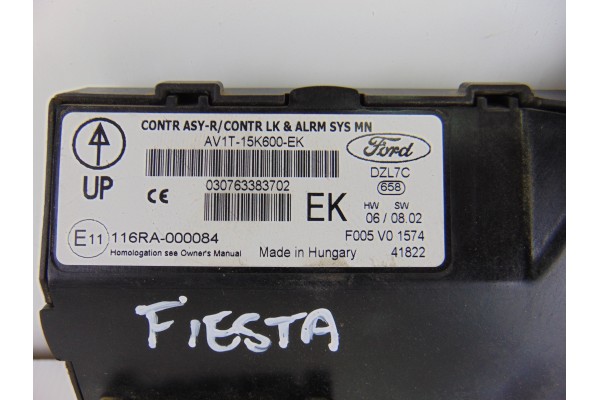 CONTR ASY-R/CONTR LK & ALRM SYS MN
AV1T-15K600-EK
Ford
DZL7C
UP
CE
030763383702
EK
658
HW SW
06 / 08.02
E11 116RA-000084
F005 V0 1574
Homologation see Owner's Manual
Made in Hungary
41822
FIESTA